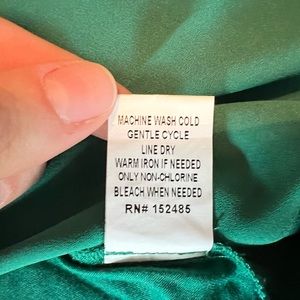 MACHINE WASH COLD
GENTLE CYCLE
LINE DRY
WARM IRON IF NEEDED
ONLY NON-CHLORINE
BLEACH WHEN NEEDED
RN# 152485